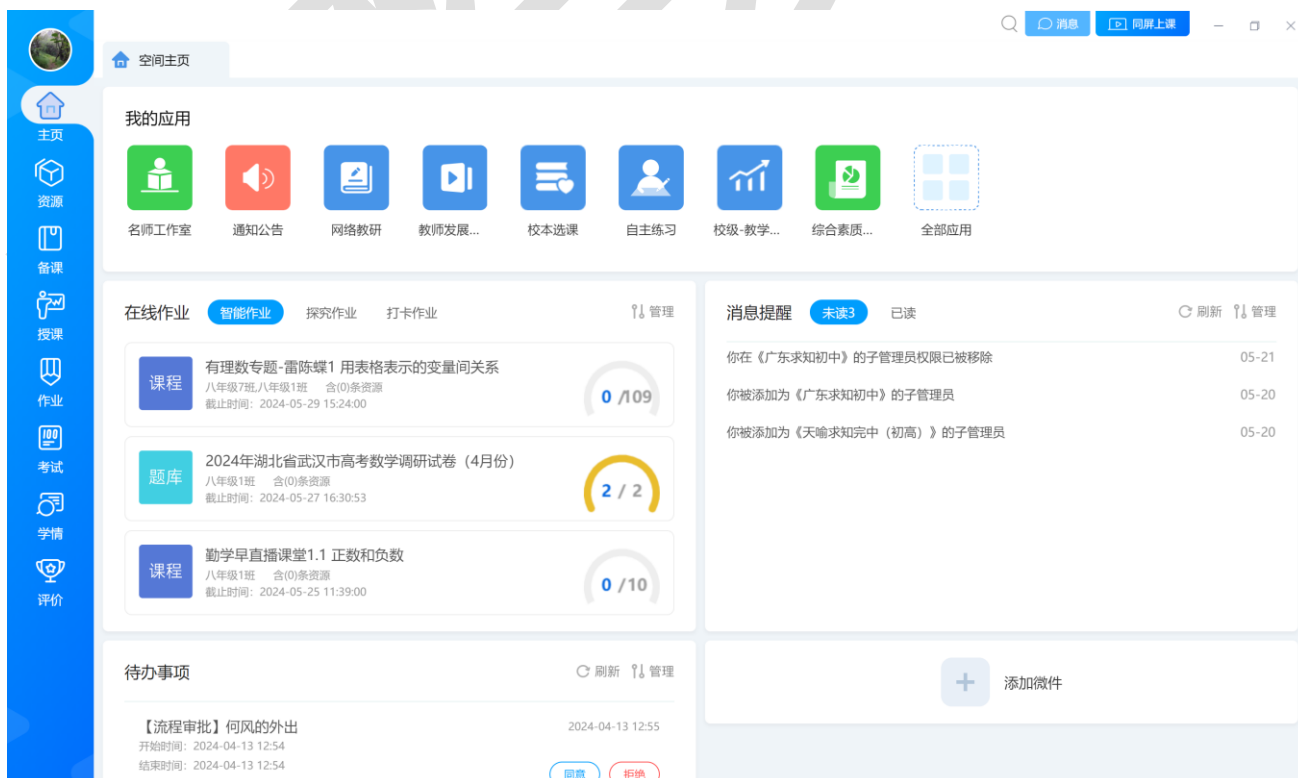 消息
同屏上课
空间主页
主页
资源
备课
授课
作业
100
考试
学情
评价
我的应用
名师工作室
通知公告
网络教研
教师发展...
校本选课
自主练习
校级-教学...
综合素质...
全部应用
在线作业
智能作业
探究作业
打卡作业
管理
课程
有理数专题-雷陈蝶1 用表格表示的变量间关系
八年级7班,八年级1班 含(0)条资源
截止时间: 2024-05-29 15:24:00
0 /109
题库
2024年湖北省武汉市高考数学调研试卷（4月份）
八年级1班 含(0)条资源
截止时间: 2024-05-27 16:30:53
2 / 2
课程
勤学早直播课堂1.1 正数和负数
八年级1班 含(0)条资源
截止时间: 2024-05-25 11:39:00
0 /10
消息提醒
未读3
已读
刷新
管理
你在《广东求知初中》的子管理员权限已被移除 05-21
你被添加为《广东求知初中》的子管理员 05-20
你被添加为《天喻求知完中（初高）》的子管理员 05-20
待办事项
刷新
管理
【流程审批】何风的外出 2024-04-13 12:55
开始时间: 2024-04-13 12:54
结束时间: 2024-04-13 12:54
同意
拒绝
添加微件